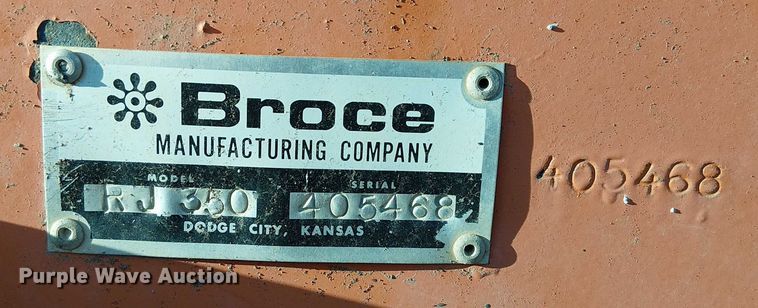 Broce
MANUFACTURING COMPANY
MODEL SERIAL
RJ 350 405468
DODGE CITY, KANSAS
405468
Purple Wave Auction